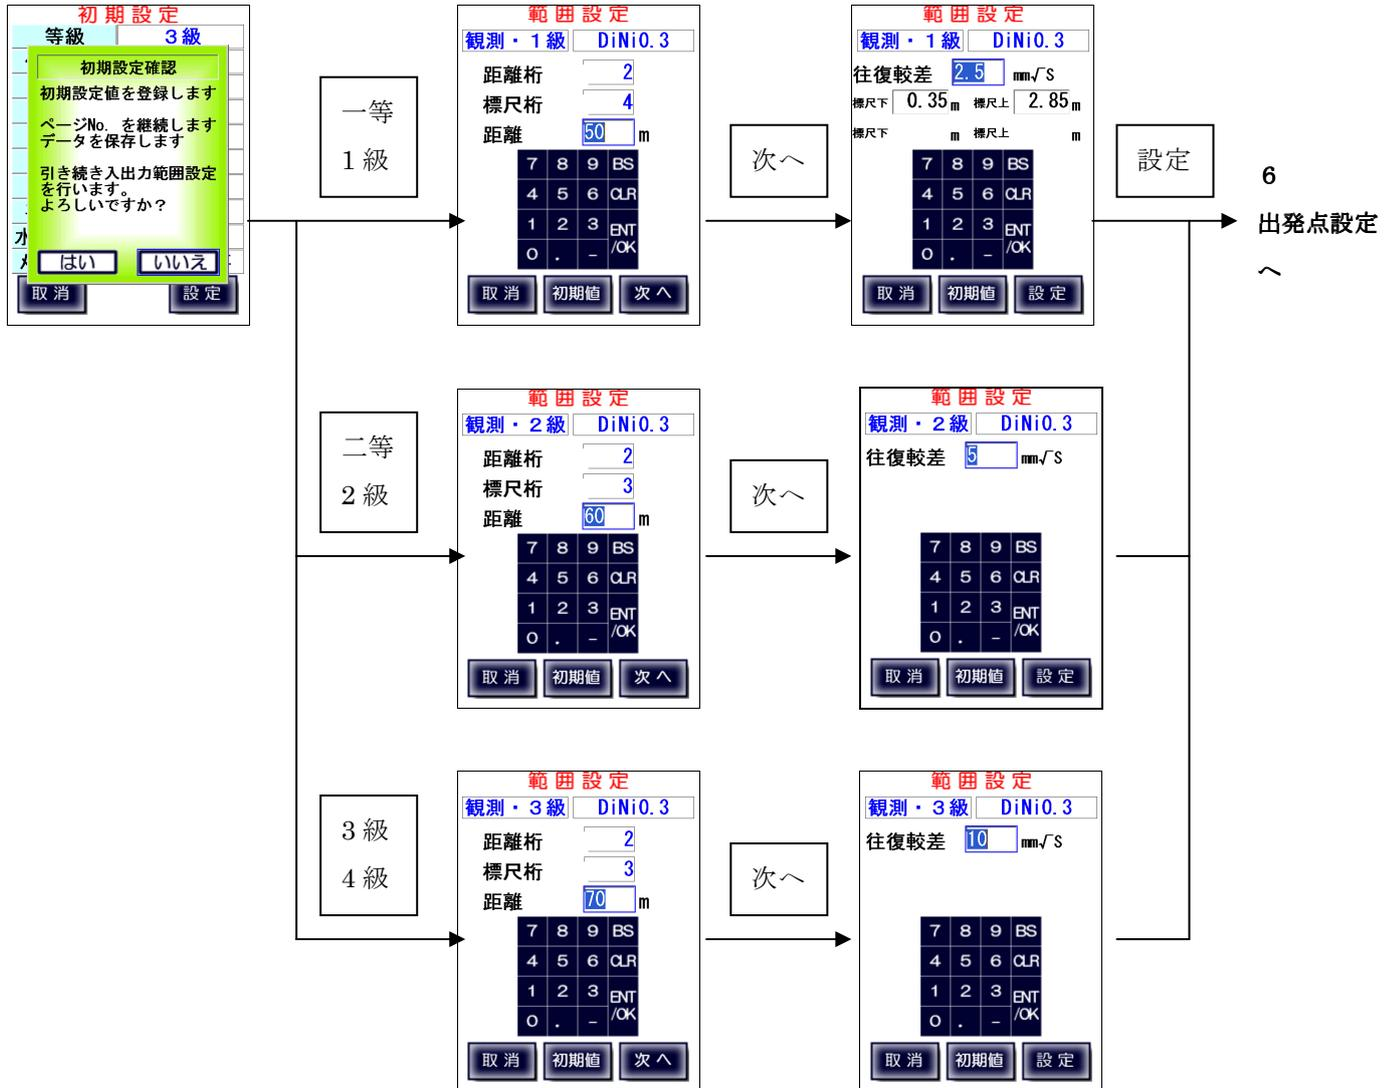 初期設定
等級 3級
初期設定確認
初期設定値を登録します
ページNo. を継続します
データを保存します
引き続き入出力範囲設定
を行います。
よろしいですか？
はい いいえ
取消 設定
一等
1級
範囲設定
観測・1級 DiNi0.3
距離桁 2
標尺桁 4
距離 50 m
7 8 9 BS
4 5 6 CLR
1 2 3 ENT
0 . - /OK
取消 初期値 次へ
次へ
範囲設定
観測・1級 DiNi0.3
往復較差 2.5 mm√S
標尺下 0.35 m 標尺上 2.85 m
標尺下 m 標尺上 m
7 8 9 BS
4 5 6 CLR
1 2 3 ENT
0 . - /OK
取消 初期値 設定
設定
6
出発点設定
へ
二等
2級
範囲設定
観測・2級 DiNi0.3
距離桁 2
標尺桁 3
距離 60 m
7 8 9 BS
4 5 6 CLR
1 2 3 ENT
0 . - /OK
取消 初期値 次へ
次へ
範囲設定
観測・2級 DiNi0.3
往復較差 5 mm√S
7 8 9 BS
4 5 6 CLR
1 2 3 ENT
0 . - /OK
取消 初期値 設定
3級
4級
範囲設定
観測・3級 DiNi0.3
距離桁 2
標尺桁 3
距離 70 m
7 8 9 BS
4 5 6 CLR
1 2 3 ENT
0 . - /OK
取消 初期値 次へ
次へ
範囲設定
観測・3級 DiNi0.3
往復較差 10 mm√S
7 8 9 BS
4 5 6 CLR
1 2 3 ENT
0 . - /OK
取消 初期値 設定